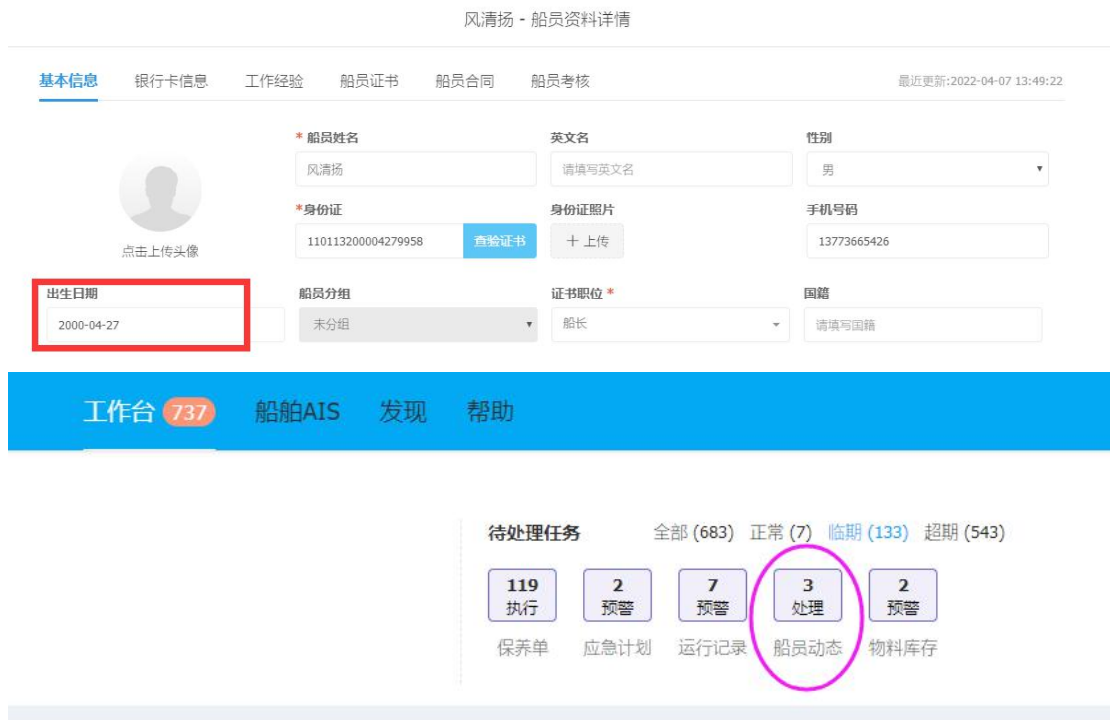 风清扬 - 船员资料详情
基本信息 银行卡信息 工作经验 船员证书 船员合同 船员考核 最近更新:2022-04-07 13:49:22
* 船员姓名 英文名 性别
风清扬 请填写英文名 男
*身份证 身份证照片 手机号码
110113200004279958 查验证书 + 上传 13773665426
点击上传头像
出生日期 船员分组 证书职位 * 国籍
2000-04-27 未分组 船长 请填写国籍
工作台 737 船舶AIS 发现 帮助
待处理任务 全部 (683) 正常 (7) 临期 (133) 超期 (543)
119 2 7 3 2
执行 预警 预警 处理 预警
保养单 应急计划 运行记录 船员动态 物料库存